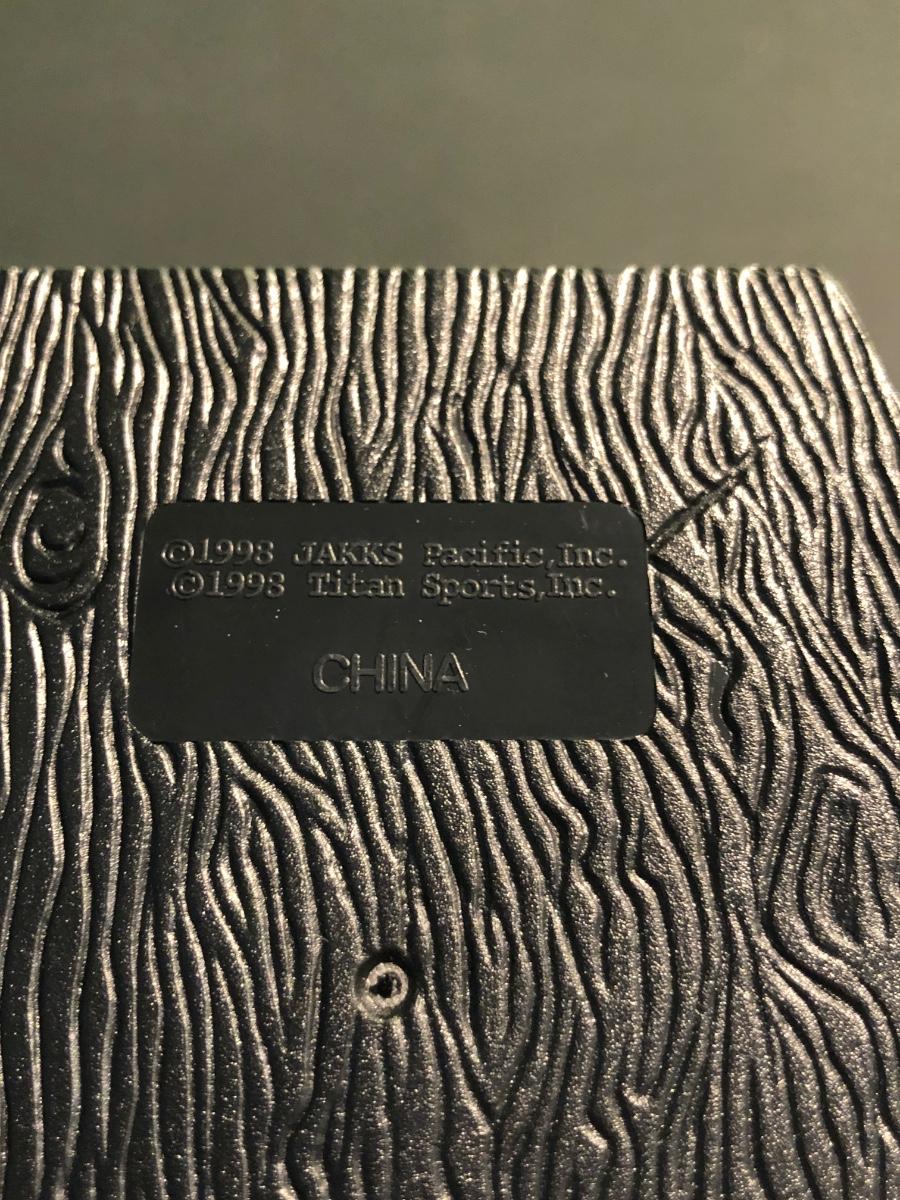 ©1998 JAKKS Pacific,Inc.
©1998 Titan Sports,Inc.
CHINA